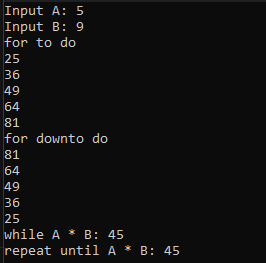 Input A: 5
Input B: 9
for to do
25
36
49
64
81
for downto do
81
64
49
36
25
while A * B: 45
repeat until A * B: 45